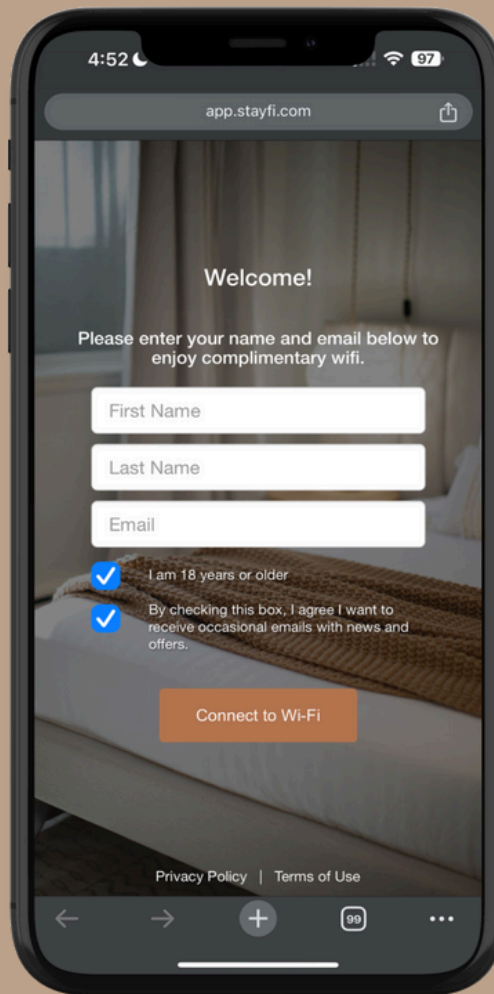 4:52
97
app.stayfi.com
Welcome!
Please enter your name and email below to
enjoy complimentary wifi.
First Name
Last Name
Email
I am 18 years or older
By checking this box, I agree I want to
receive occasional emails with news and
offers.
Connect to Wi-Fi
Privacy Policy | Terms of Use
99